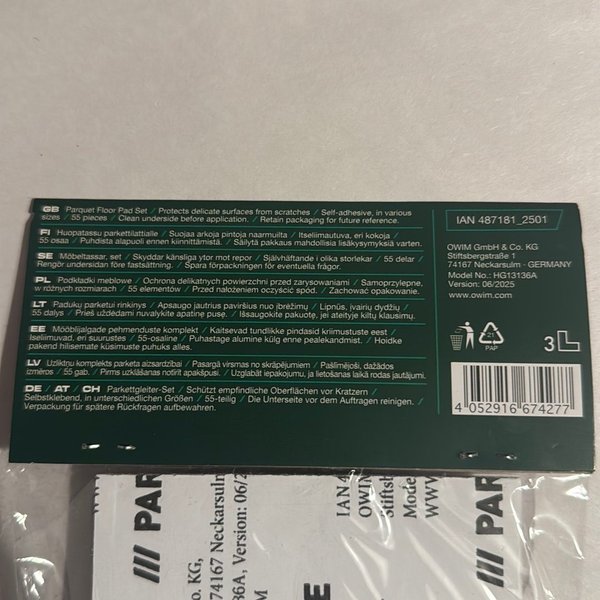 GB Parquet Floor Pad Set / Protects delicate surfaces from scratches / Self-adhesive, in various
sizes / 55 pieces / Clean underside before application. / Retain packaging for future reference.
FI Huopatassu parkettilattialle / Suojaa arkoja pintoja naarmuilta / Itseliimautuva, eri kokoja /
55 osaa / Puhdista alapuoli ennen kiinnittämistä. / Säilytä pakkaus mahdollisia lisäkysymyksiä varten.
SE Möbeltassar, set / Skyddar känsliga ytor mot repor / Självhäftande i olika storlekar / 55 delar /
Rengör undersidan före fastsättning. / Spara förpackningen för eventuella frågor.
PL Podkładki meblowe / Ochrona delikatnych powierzchni przed zarysowaniami / Samoprzylepne,
w różnych rozmiarach / 55 elementów / Przed nałożeniem oczyścić spód. / Zachować opakowanie.
LT Padukų parketui rinkinys / Apsaugo jautrius paviršius nuo įbrėžimų / Lipnūs, įvairių dydžių /
55 dalys / Prieš uždėdami nuvalykite apatinę pusę. / Išsaugokite pakuotę, jei ateityje kiltų klausimų.
EE Mööblijalgade pehmenduste komplekt / Kaitsevad tundlikke pindasid kriimustuste eest /
Iseliimuvad, eri suurustes / 55-osaline / Puhastage alumine külg enne pealekandmist. / Hoidke
pakend hilisemate küsimuste puhuks alles.
LV Uzliktņu komplekts parketa aizsardzībai / Pasargā virsmas no skrāpējumiem / Pašlīmējoši, dažādos
izmēros / 55 gab. / Pirms uzklāšanas notīrīt apakšpusi. / Uzglabāt iepakojumu, ja lietošanas laikā rodas jautājumi.
DE / AT / CH Parkettgleiter-Set / Schützt empfindliche Oberflächen vor Kratzern /
Selbstklebend, in unterschiedlichen Größen / 55-teilig / Die Unterseite vor dem Auftragen reinigen. /
Verpackung für spätere Rückfragen aufbewahren.
IAN 487181_2501
OWIM GmbH & Co. KG
Stiftsbergstraße 1
74167 Neckarsulm · GERMANY
Model No.: HG13136A
Version: 06/2025
www.owim.com
PAP
3
4 052916 674277
/// PAR
KG,
74167 Neckarsulm
36A, Version: 06/2
M
E
IAN 4
OWIM
Stiftsb
Mode
WWW
/// PAR